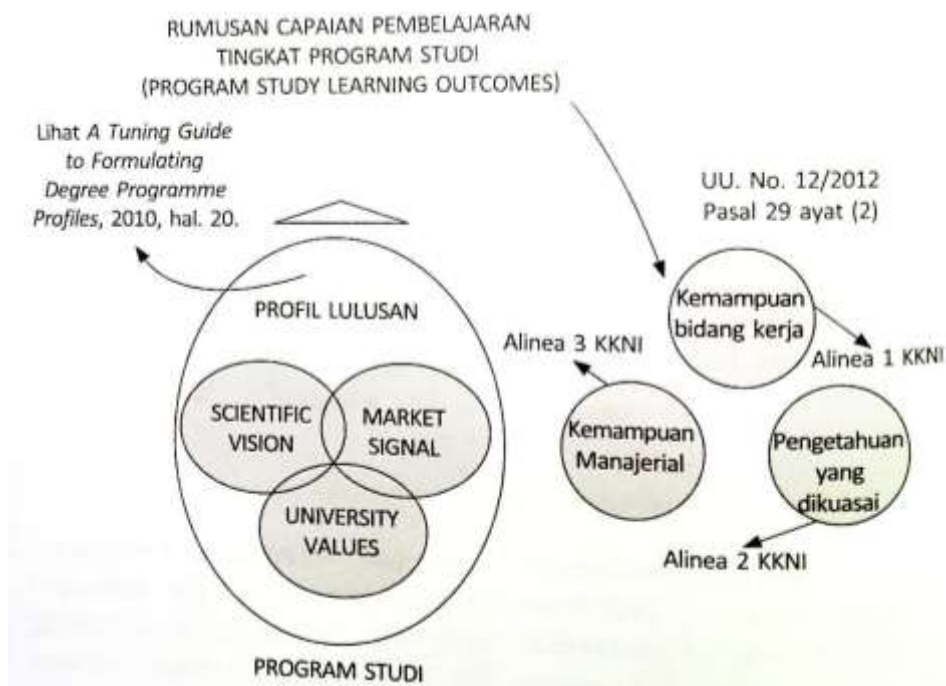 RUMUSAN CAPAIAN PEMBELAJARAN
TINGKAT PROGRAM STUDI
(PROGRAM STUDY LEARNING OUTCOMES)
Lihat A Tuning Guide
to Formulating
Degree Programme
Profiles, 2010, hal. 20.
UU. No. 12/2012
Pasal 29 ayat (2)
PROFIL LULUSAN
SCIENTIFIC
VISION
MARKET
SIGNAL
UNIVERSITY
VALUES
PROGRAM STUDI
Kemampuan
bidang kerja
Alinea 1 KKNI
Alinea 3 KKNI
Kemampuan
Manajerial
Pengetahuan
yang
dikuasai
Alinea 2 KKNI